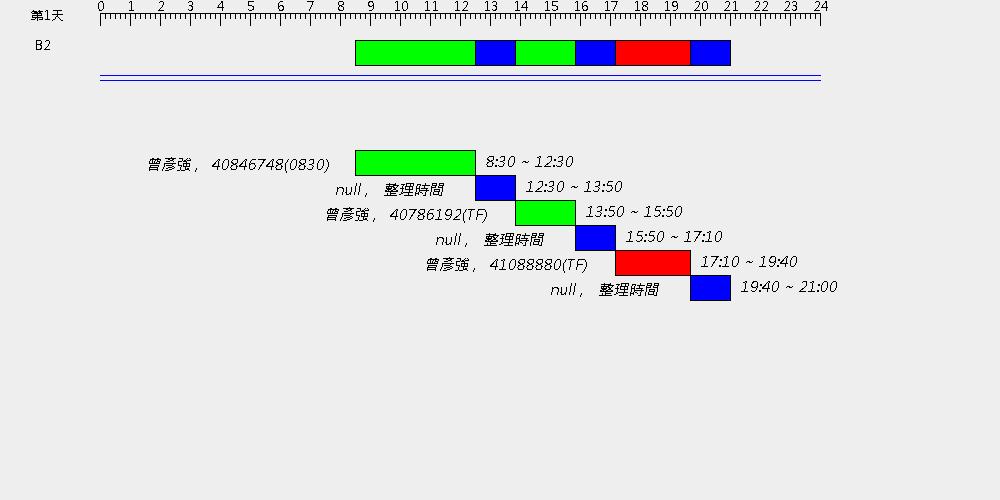 第1天 0 1 2 3 4 5 6 7 8 9 10 11 12 13 14 15 16 17 18 19 20 21 22 23 24
B2
曾彥強, 40846748(0830) 8:30 ~ 12:30
null, 整理時間 12:30 ~ 13:50
曾彥強, 40786192(TF) 13:50 ~ 15:50
null, 整理時間 15:50 ~ 17:10
曾彥強, 41088880(TF) 17:10 ~ 19:40
null, 整理時間 19:40 ~ 21:00